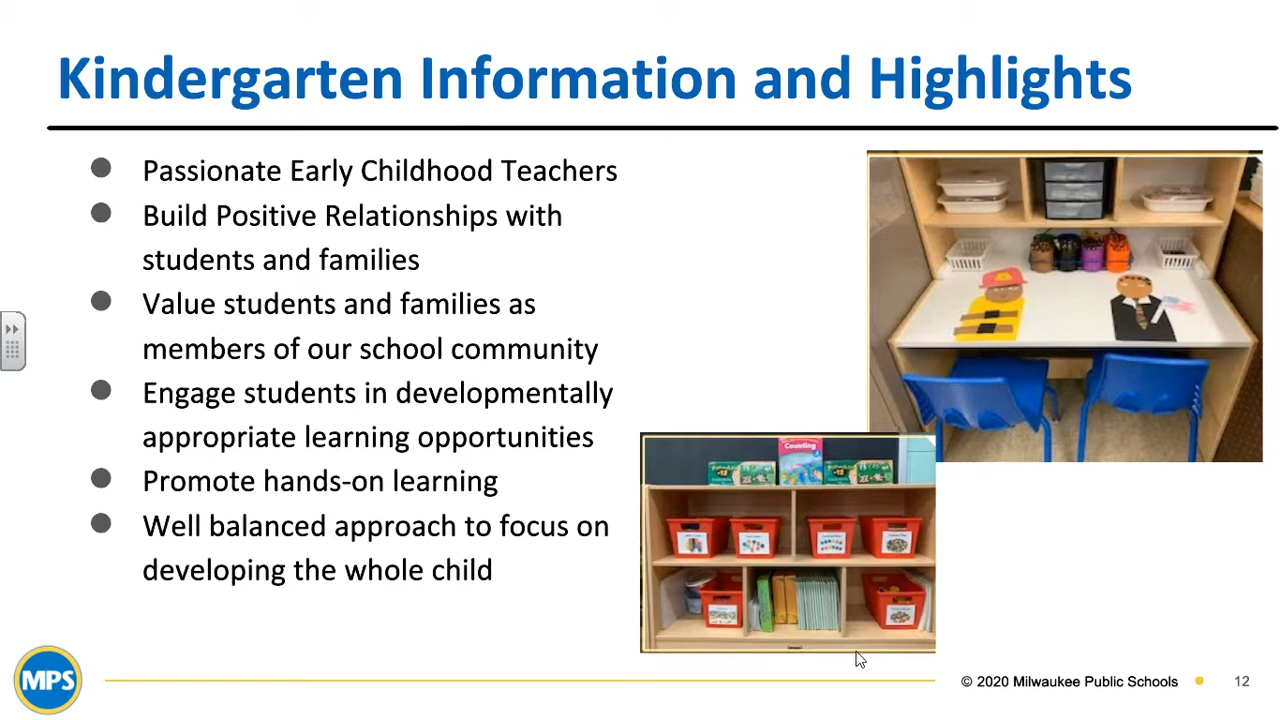 Kindergarten Information and Highlights
Passionate Early Childhood Teachers
Build Positive Relationships with
students and families
Value students and families as
members of our school community
Engage students in developmentally
appropriate learning opportunities
Promote hands-on learning
Well balanced approach to focus on
developing the whole child
Counting
MPS
© 2020 Milwaukee Public Schools
12